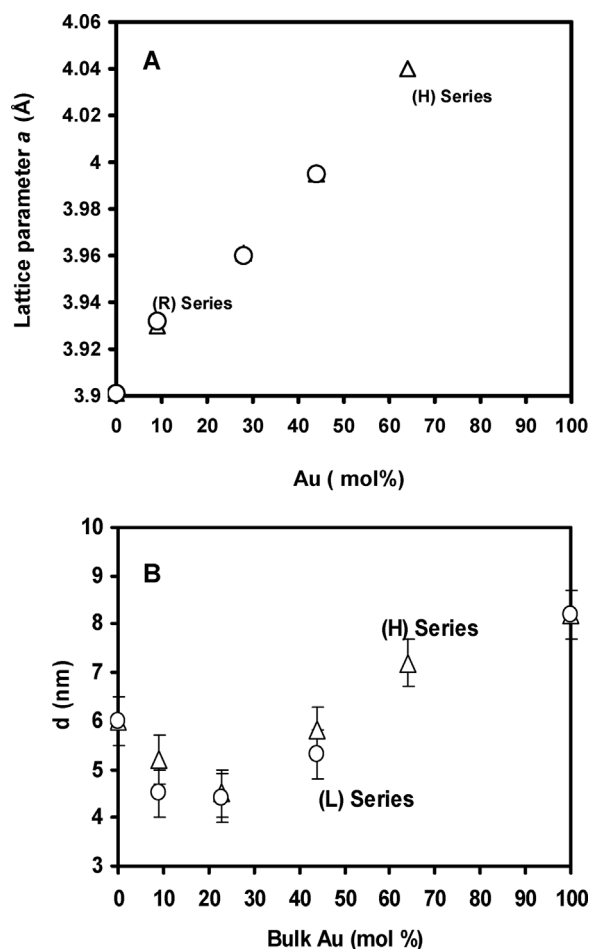 A
4.06
4.04
4.02
4
3.98
3.96
3.94
3.92
3.9
Lattice parameter a (Å)
(H) Series
(R) Series
0 10 20 30 40 50 60 70 80 90 100
Au ( mol%)
B
10
9
8
7
6
5
4
3
d (nm)
(H) Series
(L) Series
0 10 20 30 40 50 60 70 80 90 100
Bulk Au (mol %)